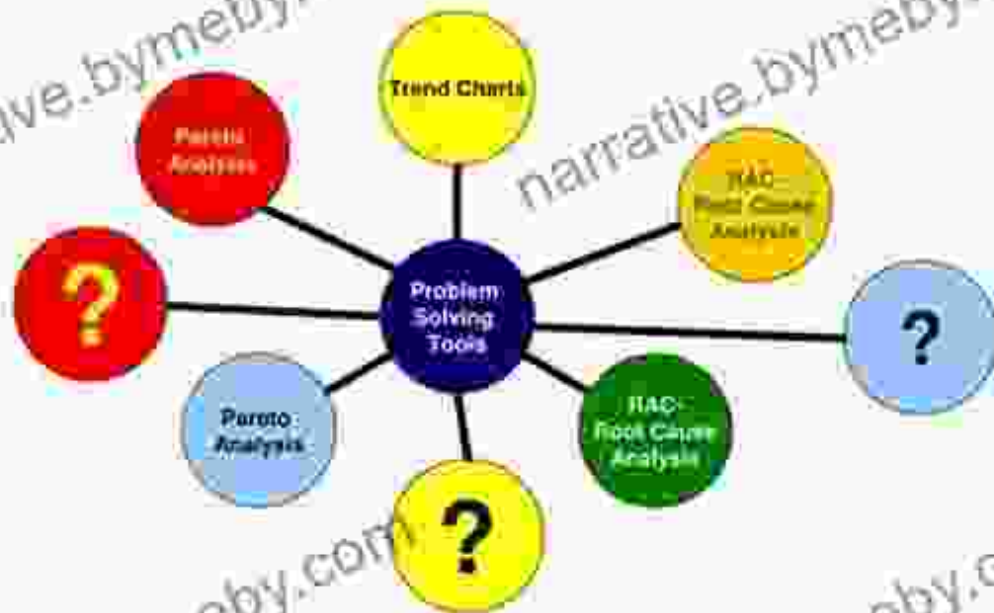 ive.bymeby.
narrative.bymeby.
Trend Charts
Pareto
Analysis
RAC-
Root Cause
Analysis
?
Problem
Solving
Tools
?
Pareto
Analysis
RAC-
Root Cause
Analysis
?
eby.com
eby.c